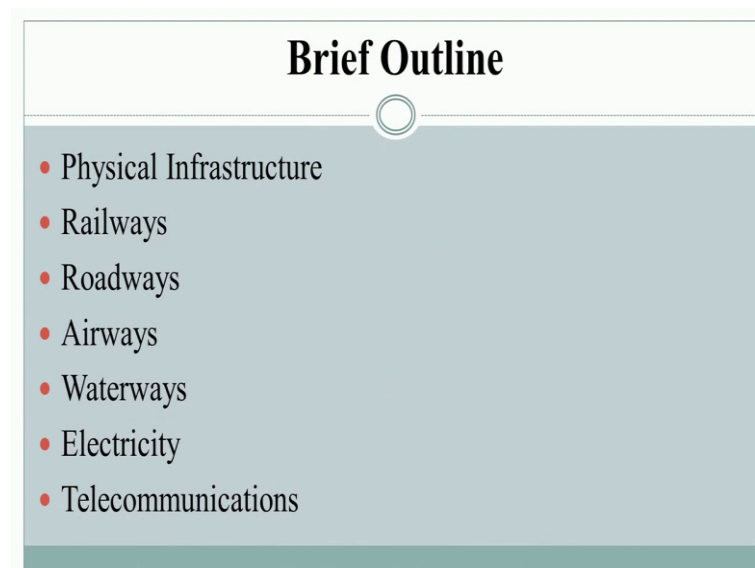 Brief Outline
Physical Infrastructure
Railways
Roadways
Airways
Waterways
Electricity
Telecommunications